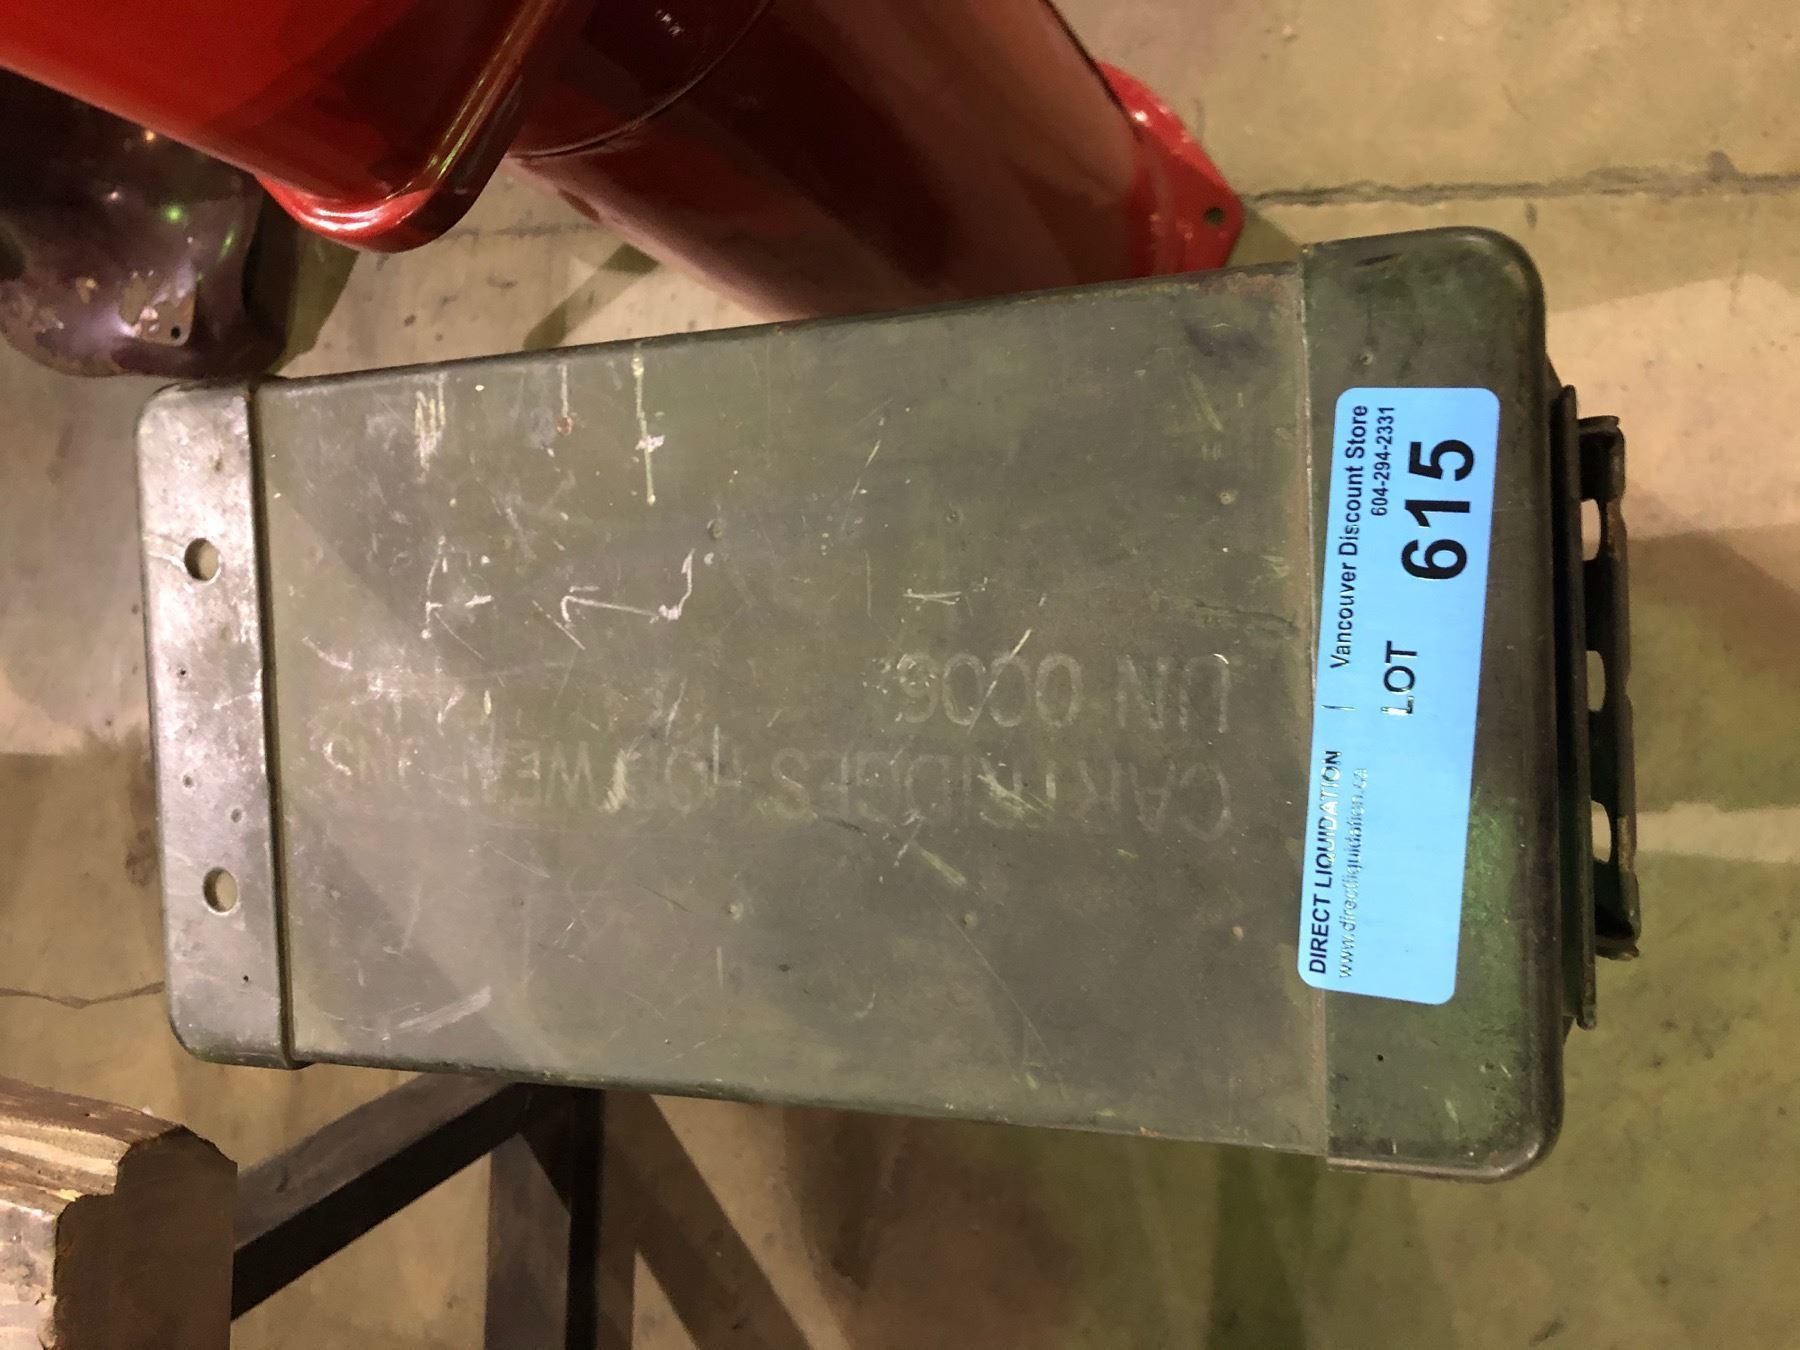 DIRECT LIQUIDATION | Vancouver Discount Store
www.directliquidation.ca 604-294-2331
LOT 615
CARTRIDGES FOR WEAPONS
UN 0006